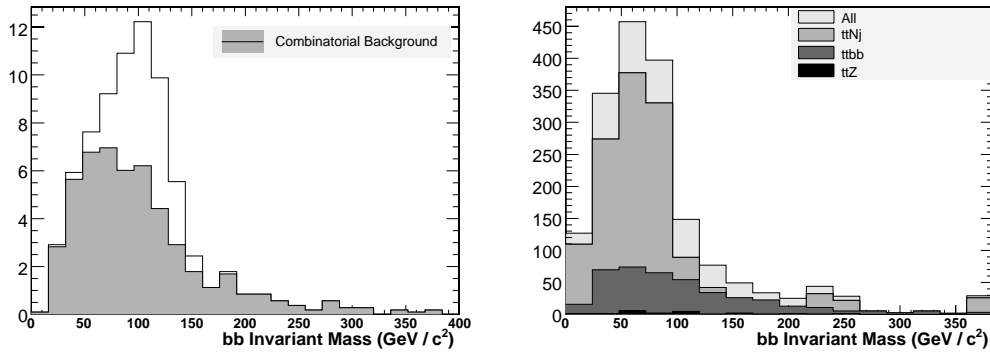 12
10
8
6
4
2
0
0 50 100 150 200 250 300 350 400
bb Invariant Mass (GeV / c²)
Combinatorial Background
450
400
350
300
250
200
150
100
50
0
0 50 100 150 200 250 300 350
bb Invariant Mass (GeV / c²)
All
ttNj
ttbb
ttZ